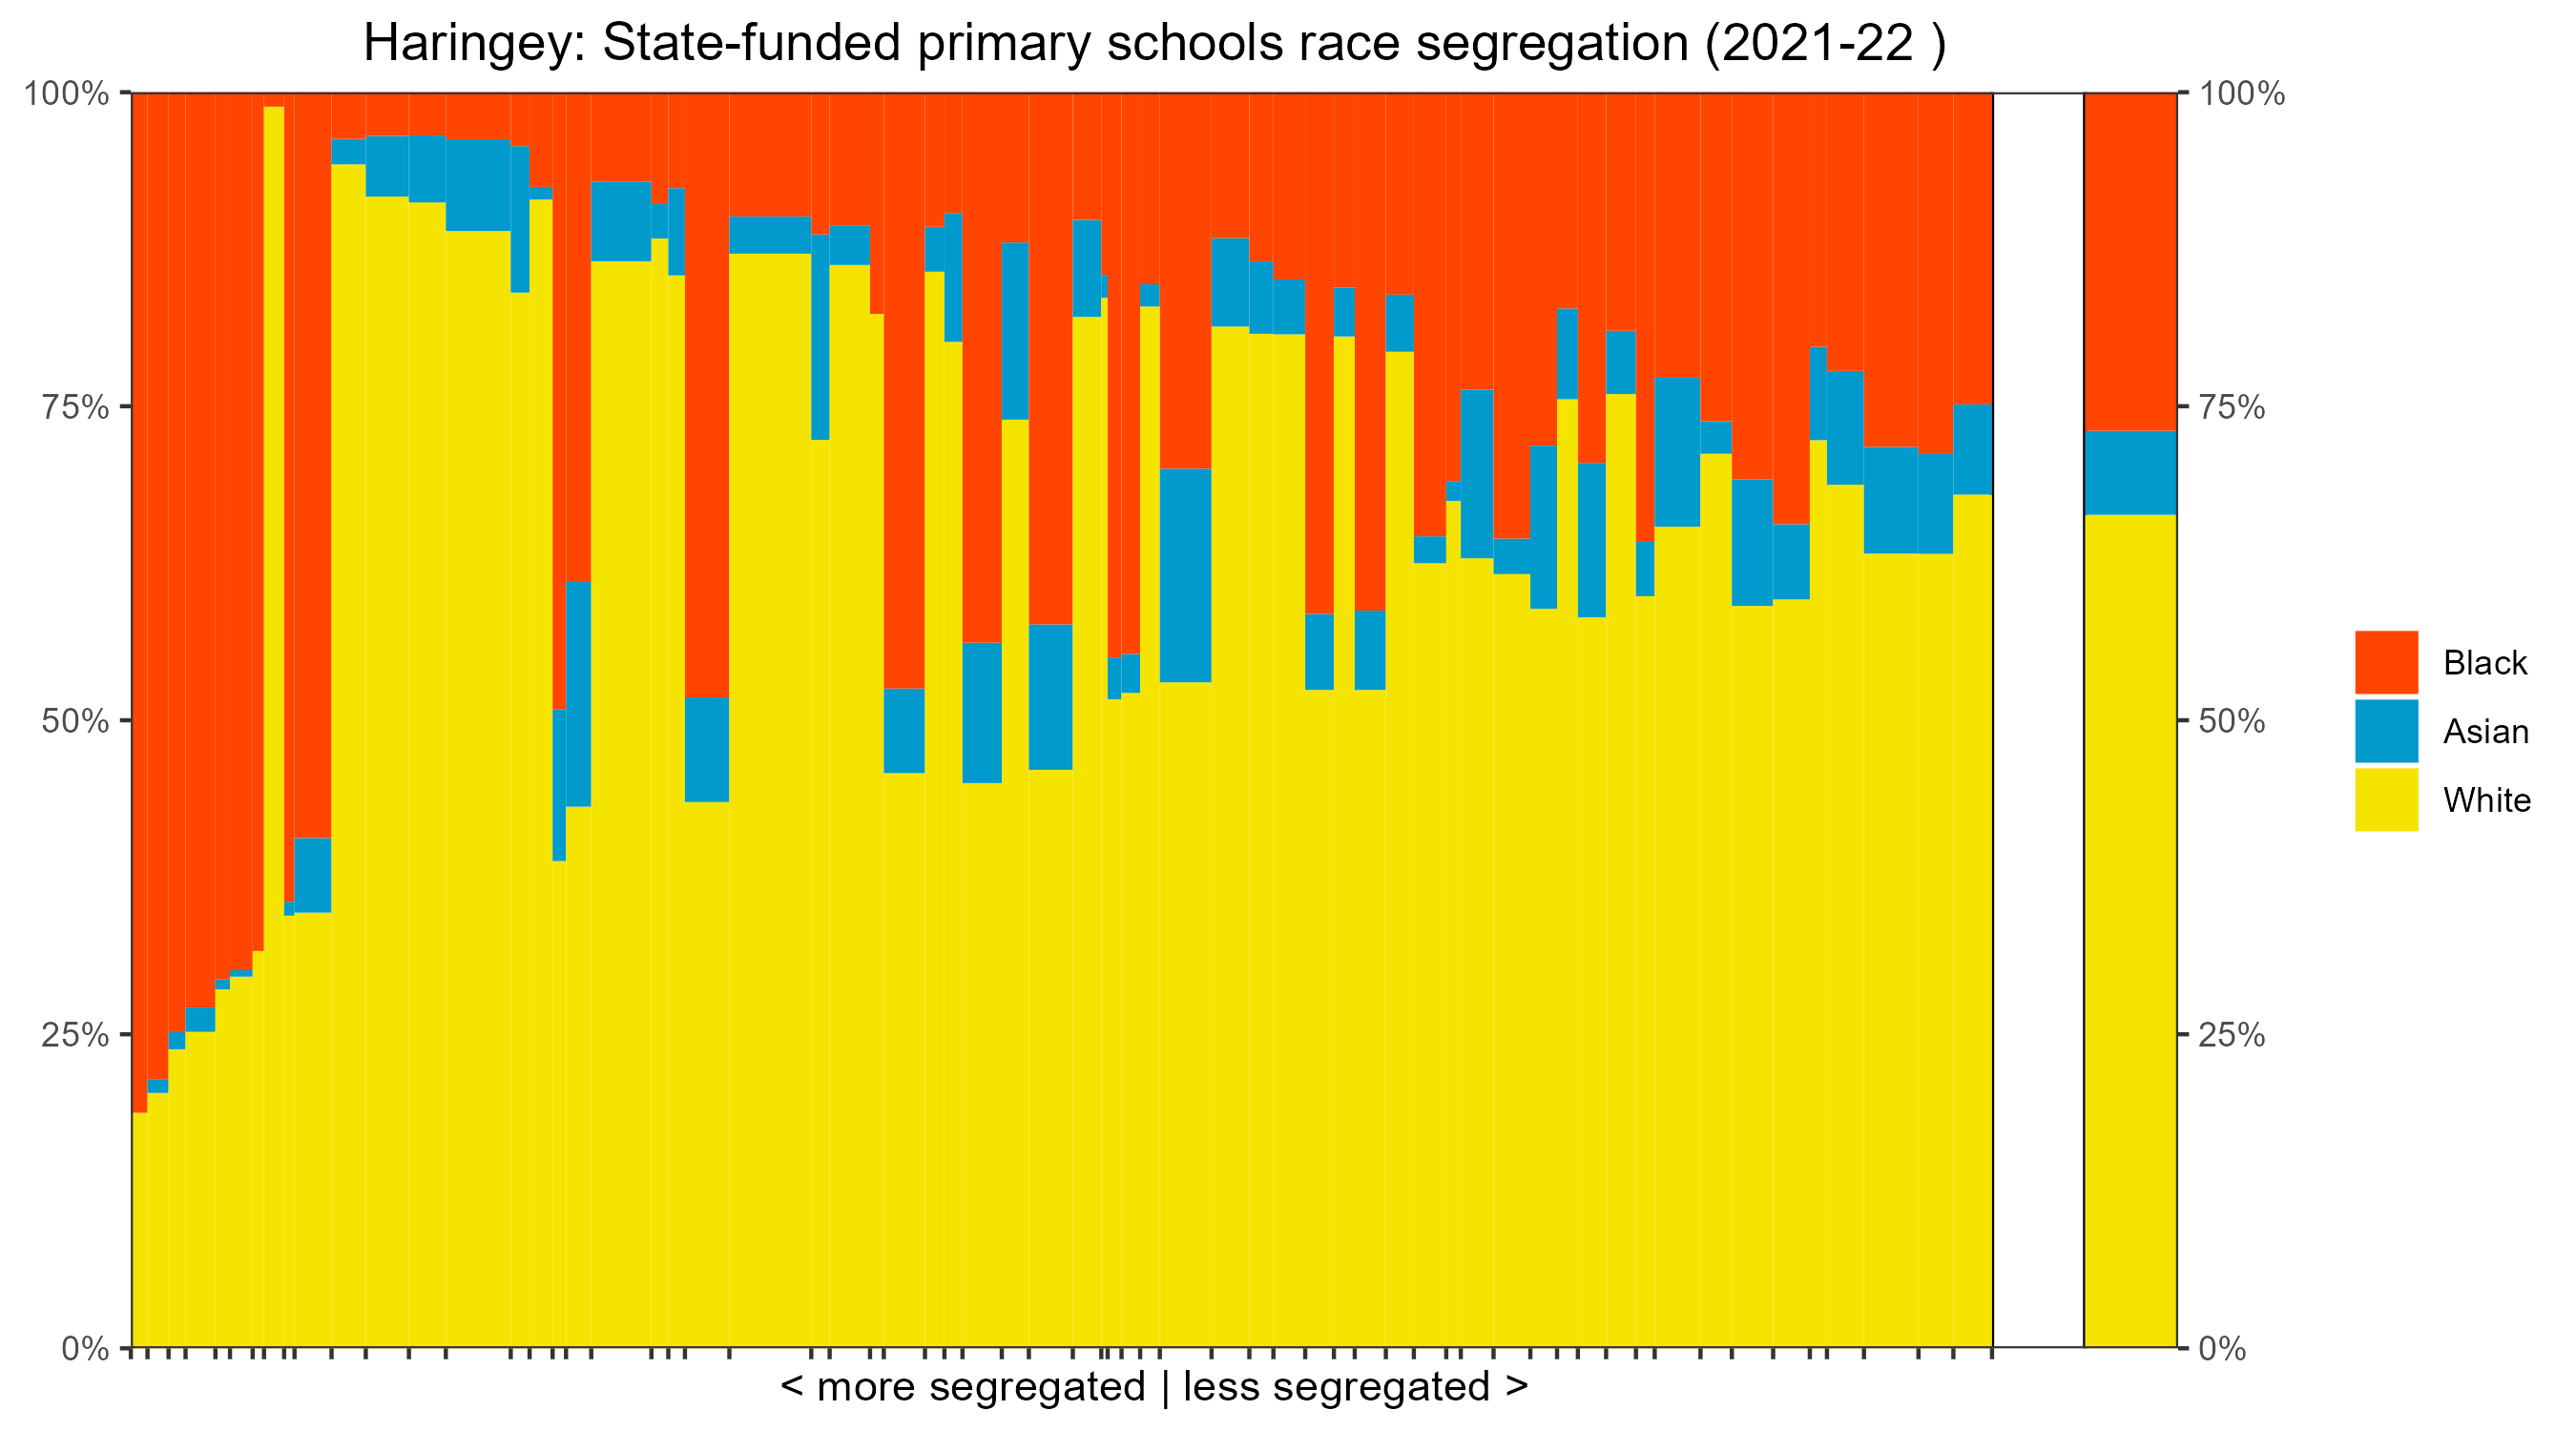 Haringey: State-funded primary schools race segregation (2021-22 )
100%
75%
50%
25%
0%
100%
75%
50%
25%
0%
Black
Asian
White
< more segregated | less segregated >